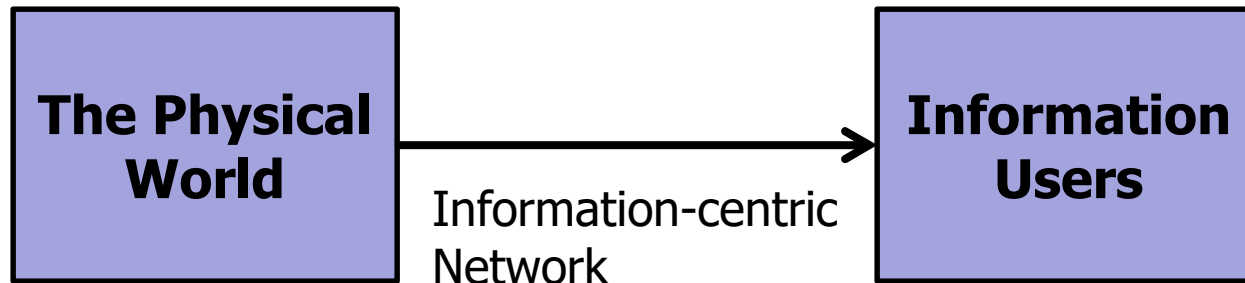 The Physical
World
Information-centric
Network
Information
Users